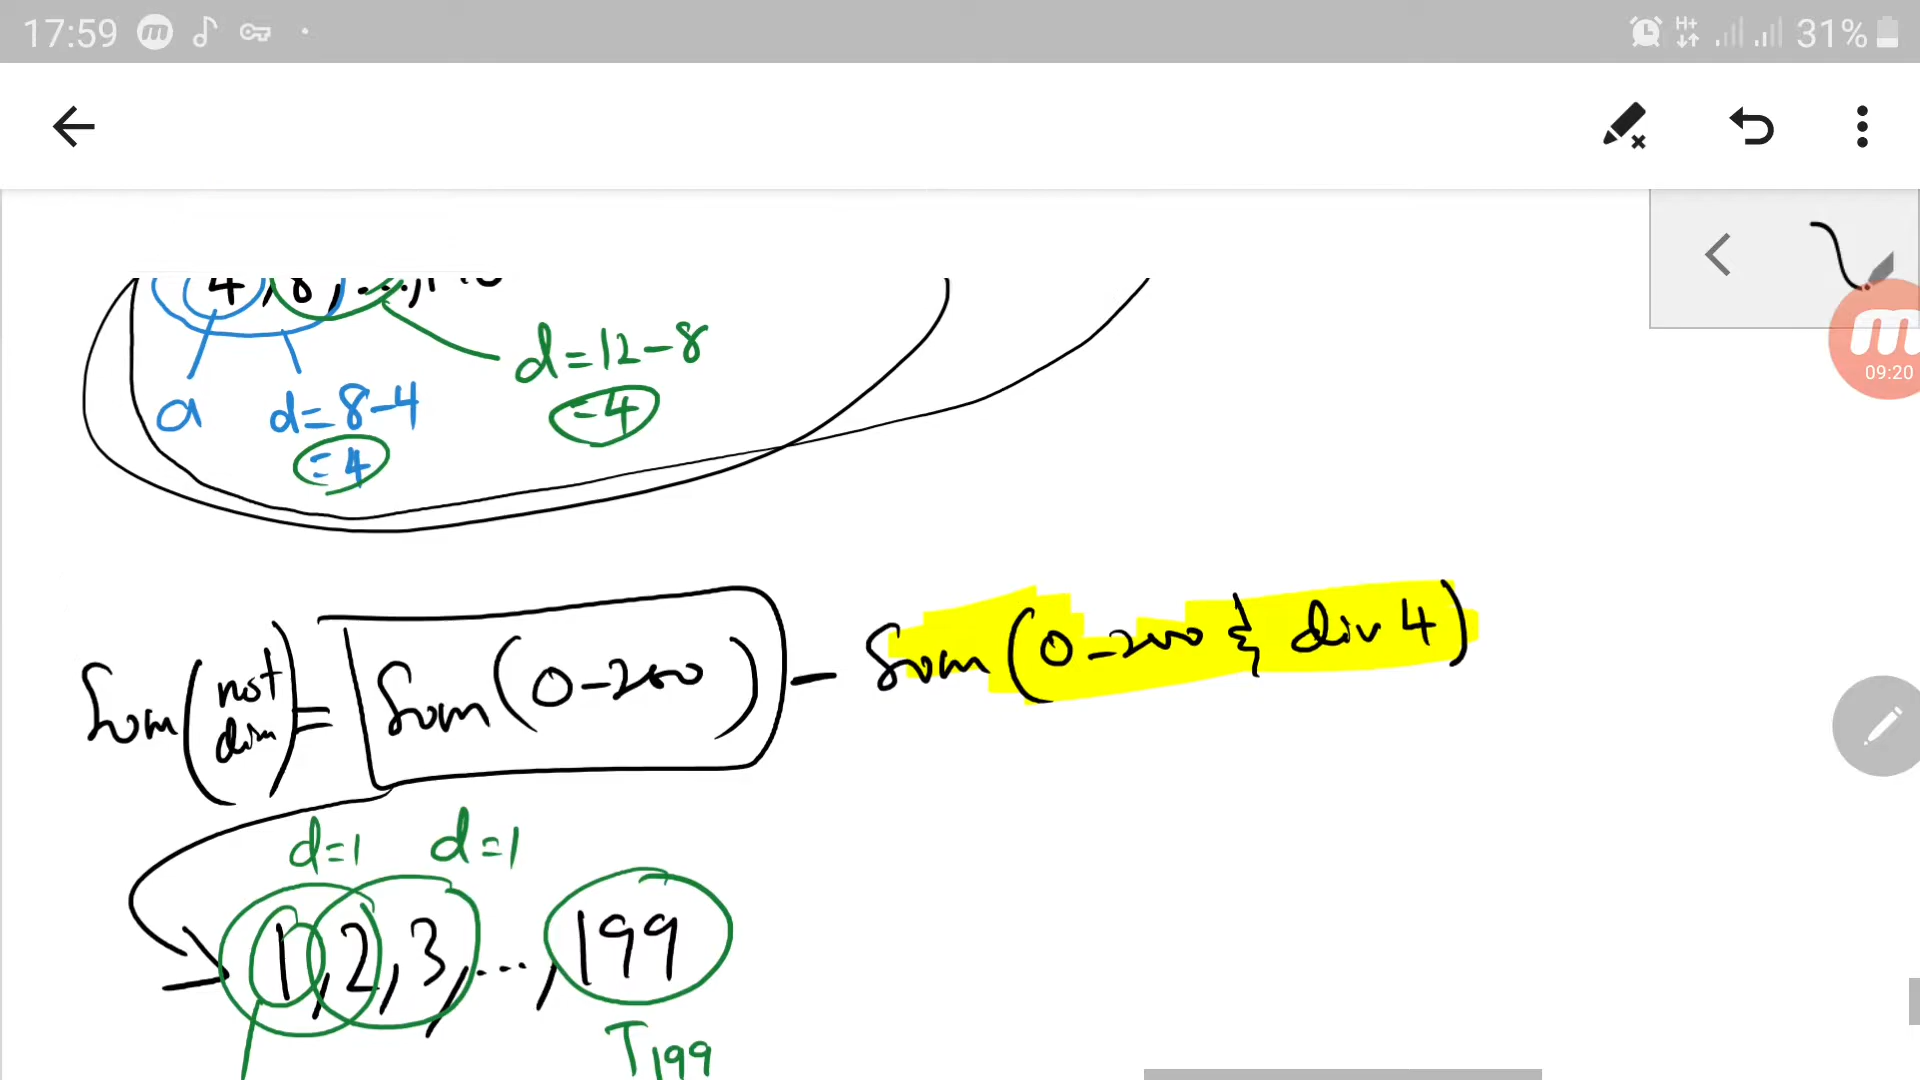 17:59 31%
09:20
4, 8, ...,
d=12-8
=4
a d=8-4
=4
Sum(not div)= Sum(0-200) - Sum(0-200 } div 4)
d=1 d=1
1, 2, 3, ..., 199
T199